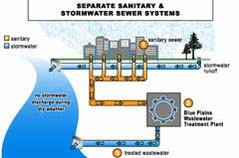 SEPARATE SANITARY &
STORMWATER SEWER SYSTEMS
sanitary
stormwater
sanitary sewer
stormwater
runoff
no stormwater
discharge during
dry weather
Blue Plains
Wastewater
Treatment Plant
treated wastewater